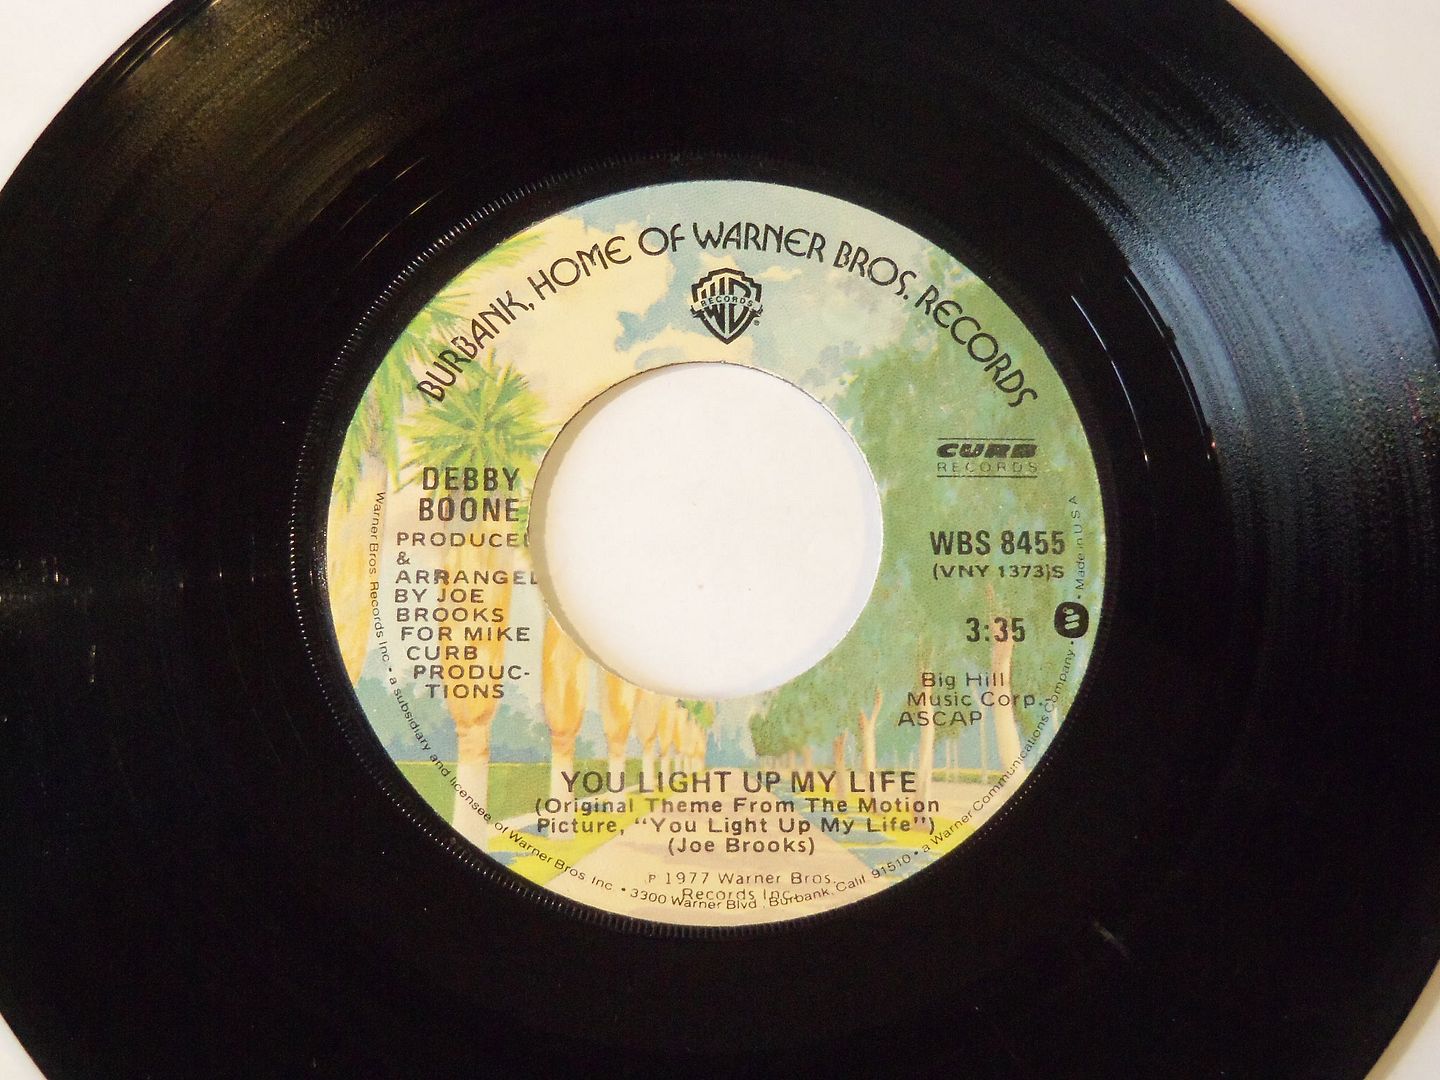 BURBANK, HOME OF WARNER BROS. RECORDS
RECORDS
CURB
RECORDS
DEBBY
BOONE
PRODUCED
&
ARRANGED
BY JOE
BROOKS
FOR MIKE
CURB
PRODUC-
TIONS
WBS 8455
(VNY 1373)S
3:35
Big Hill
Music Corp.
ASCAP
YOU LIGHT UP MY LIFE
(Original Theme From The Motion
Picture, "You Light Up My Life")
(Joe Brooks)
℗ 1977 Warner Bros.
Records Inc.
Warner Bros. Records Inc. • a subsidiary and licensee of Warner Bros Inc • 3300 Warner Blvd., Burbank, Calif. 91510 • a Warner Communications Company • Made in U.S.A.